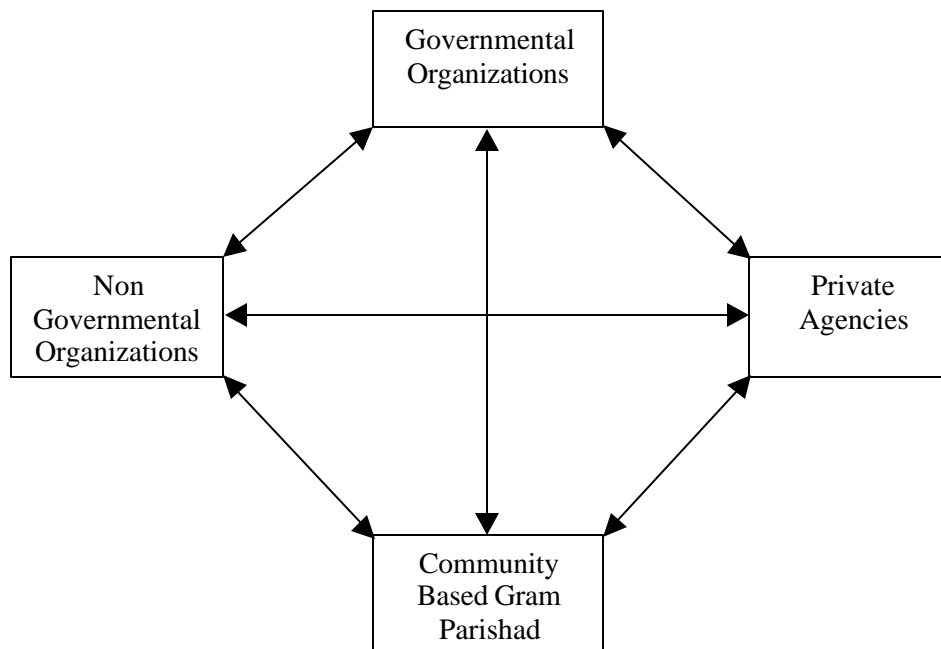 Governmental
Organizations
Non
Governmental
Organizations
Private
Agencies
Community
Based Gram
Parishad